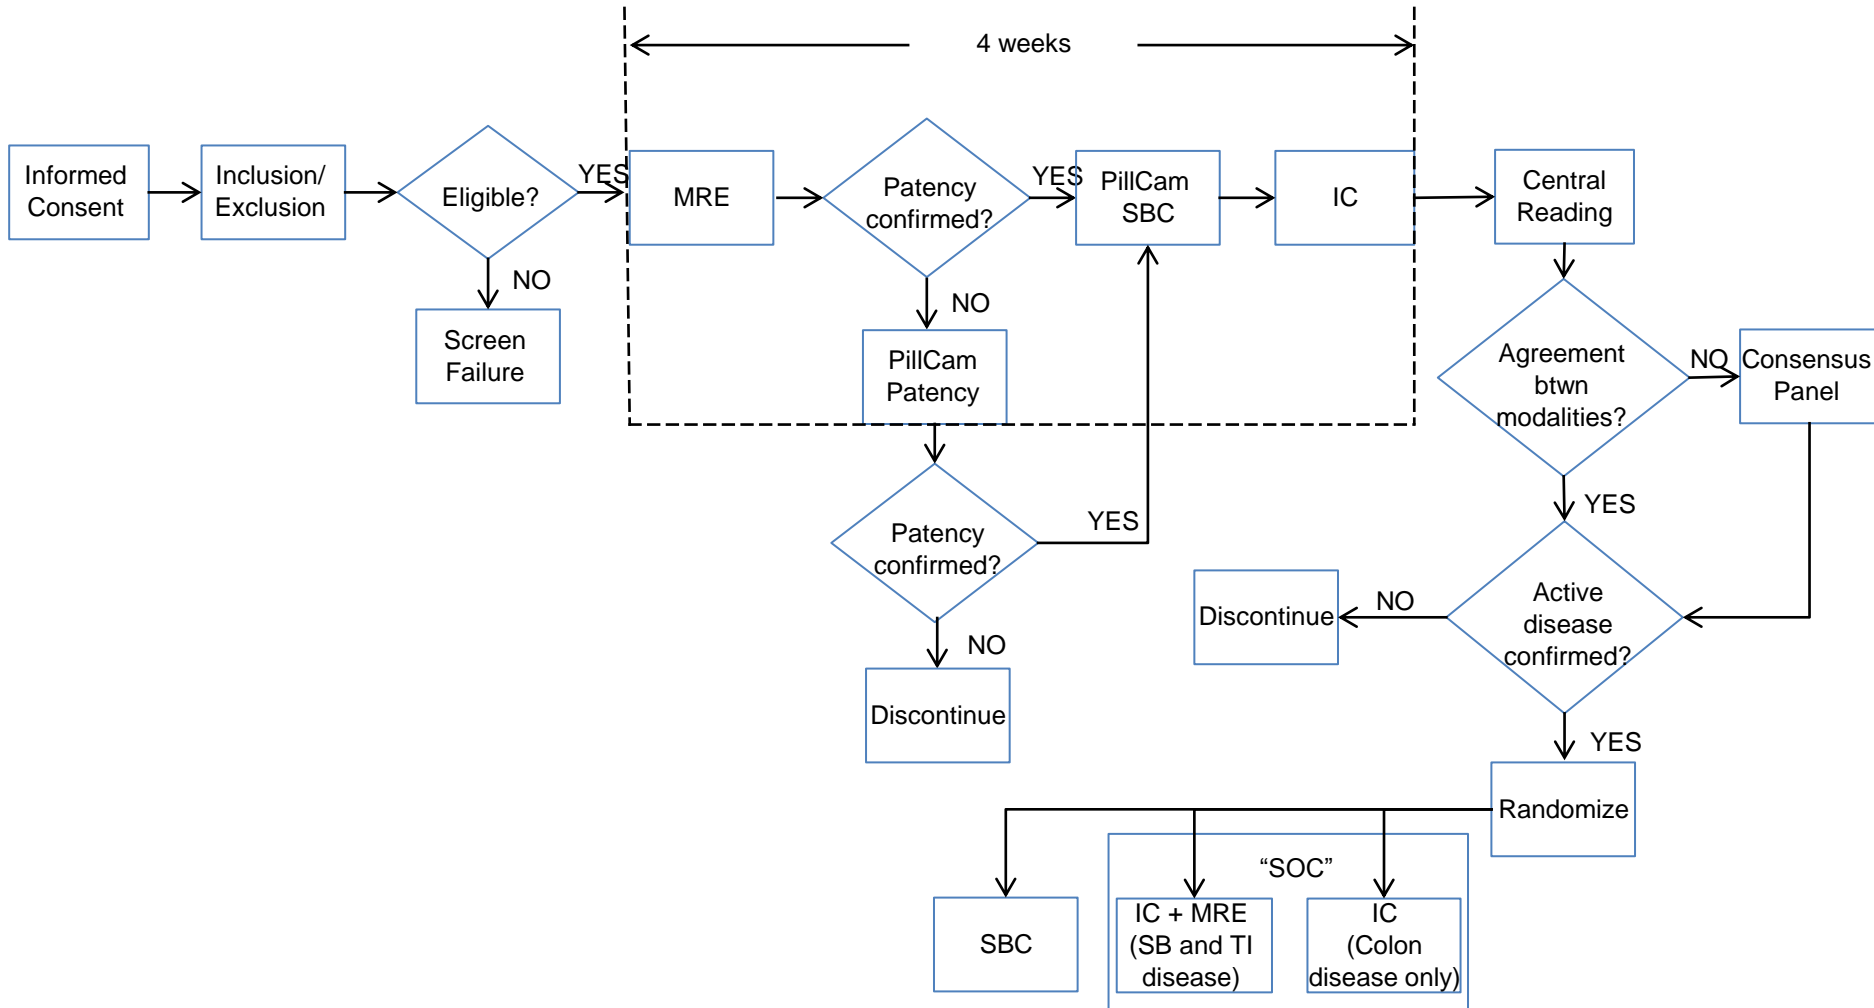 4 weeks
Informed
Consent
Inclusion/
Exclusion
Eligible?
YES
NO
Screen
Failure
MRE
Patency
confirmed?
YES
NO
PillCam
SBC
IC
Central
Reading
PillCam
Patency
Agreement
btwn
modalities?
NO
Consensus
Panel
YES
Patency
confirmed?
YES
NO
Discontinue
Active
disease
confirmed?
NO
Discontinue
YES
Randomize
“SOC”
SBC
IC + MRE
(SB and TI
disease)
IC
(Colon
disease only)